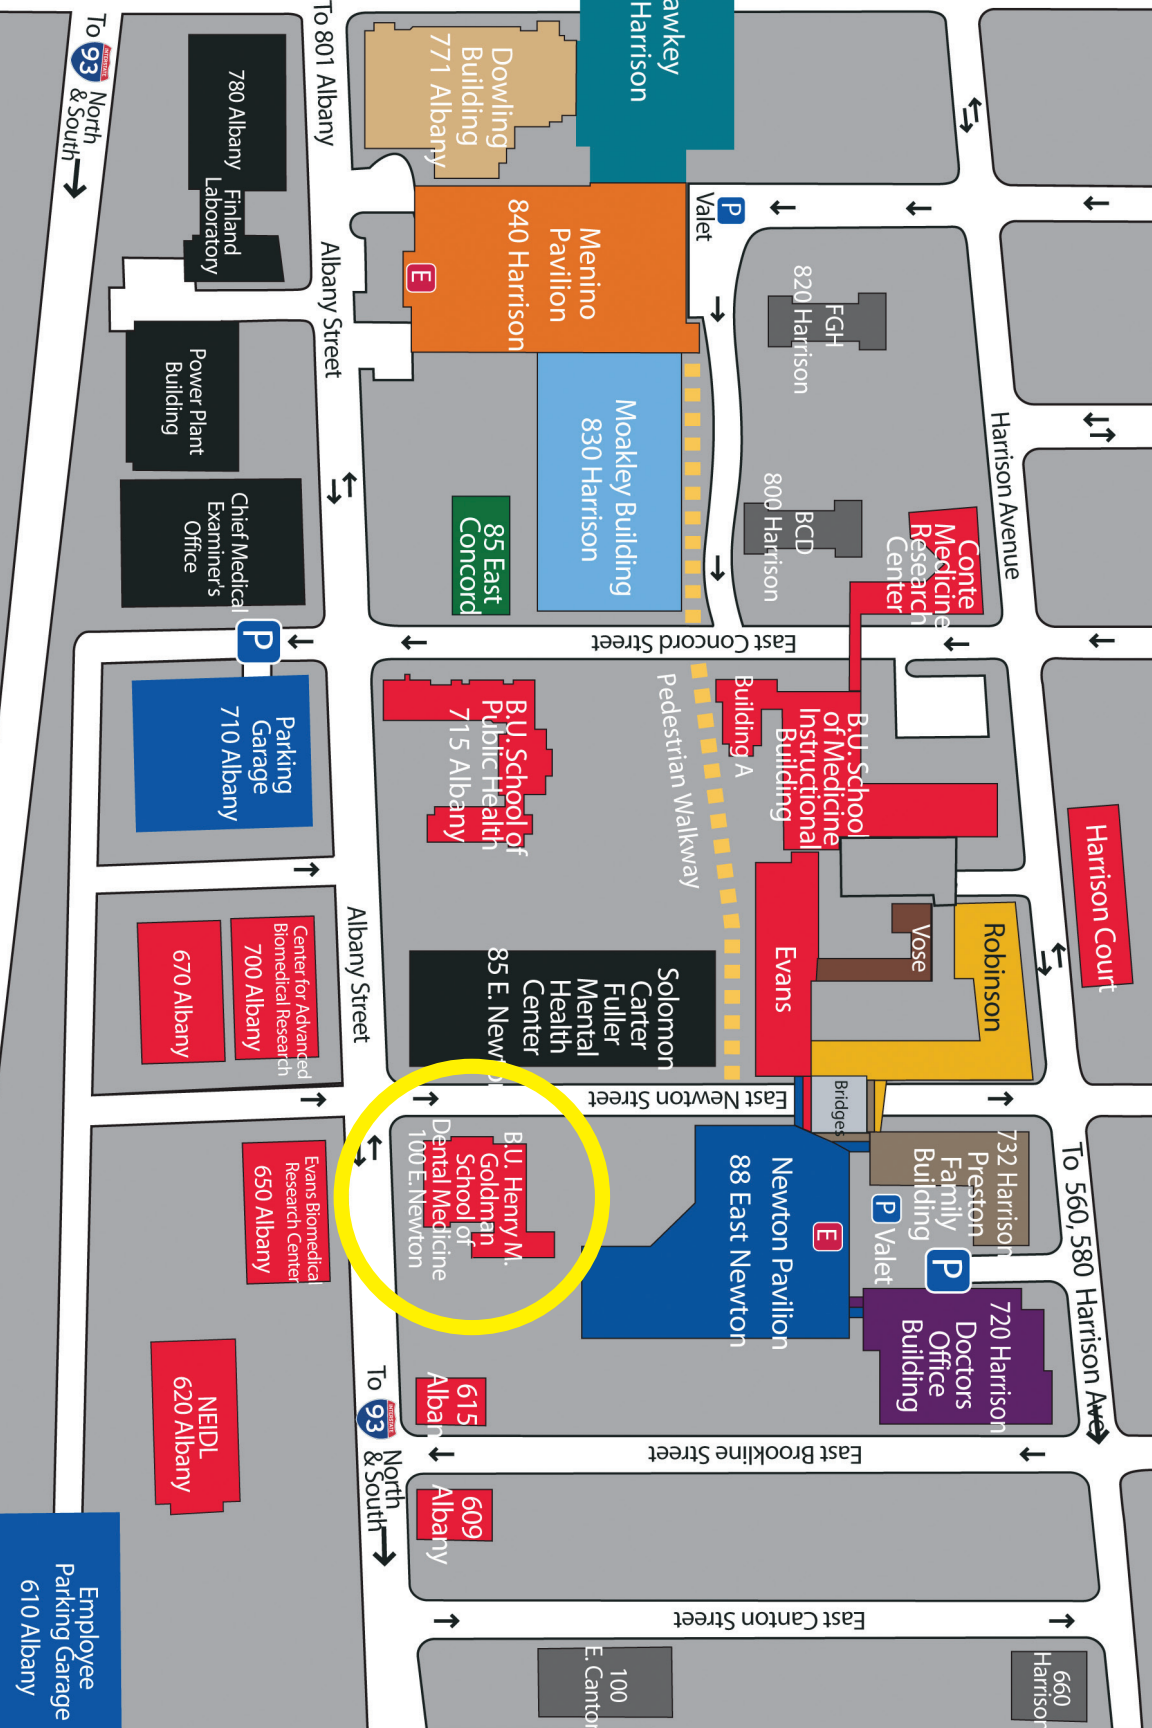 To
93
North
& South
780 Albany
Finland
Laboratory
Power Plant
Building
Chief Medical
Examiner's
Office
To 801 Albany
Albany Street
Dowling
Building
771 Albany
awkey
Harrison
Menino
Pavilion
840 Harrison
E
P
Valet
FGH
820 Harrison
Moakley Building
830 Harrison
85 East
Concord
BCD
800 Harrison
Harrison Avenue
Conte
Medicine
Research
Center
East Concord Street
P
Parking
Garage
710 Albany
B.U. School of
Public Health
715 Albany
Pedestrian Walkway
Building A
B.U. School
of Medicine
Instructional
Building
Harrison Court
Center for Advanced
Biomedical Research
700 Albany
670 Albany
Albany Street
Solomon
Carter
Fuller
Mental
Health
Center
85 E. Newt
Evans
Vose
Robinson
East Newton Street
Bridges
Evans Biomedical
Research Center
650 Albany
B.U. Henry M.
Goldman
School of
Dental Medicine
100 E. Newton
Newton Pavilion
88 East Newton
E
732 Harrison
Preston
Family
Building
P
Valet
P
To 560, 580 Harrison Ave
720 Harrison
Doctors
Office
Building
NEIDL
620 Albany
To
93
North
& South
615
Alban
East Brookline Street
609
Albany
East Canton Street
Employee
Parking Garage
610 Albany
100
E. Canton
660
Harrison